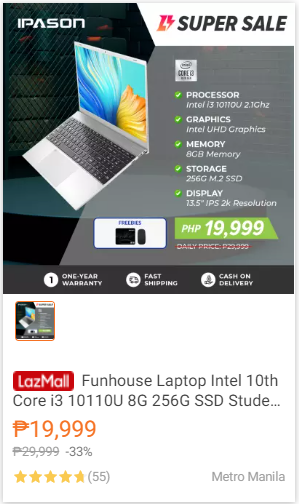 IPASON
SUPER SALE
CORE i3
PROCESSOR
Intel i3 10110U 2.1Ghz
GRAPHICS
Intel UHD Graphics
MEMORY
8GB Memory
STORAGE
256G M.2 SSD
DISPLAY
13.5" IPS 2k Resolution
FREEBIES
PHP 19,999
DAILY PRICE: P29,999
1 ONE-YEAR WARRANTY
FAST SHIPPING
CASH ON DELIVERY
LazMall Funhouse Laptop Intel 10th
Core i3 10110U 8G 256G SSD Stude...
₱19,999
₱29,999 -33%
(55) Metro Manila